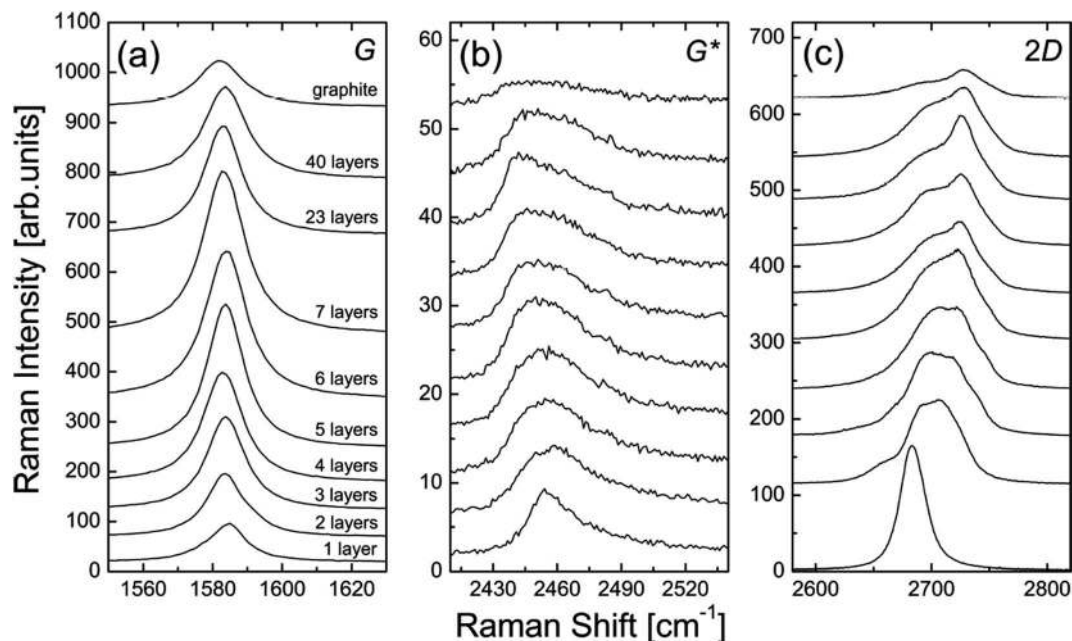 (a)
G
1100
1000
900
800
700
600
500
400
300
200
100
0
graphite
40 layers
23 layers
7 layers
6 layers
5 layers
4 layers
3 layers
2 layers
1 layer
1560
1580
1600
1620
Raman Intensity [arb.units]
(b)
G*
60
50
40
30
20
10
0
2430
2460
2490
2520
Raman Shift [cm⁻¹]
(c)
2D
700
600
500
400
300
200
100
0
2600
2700
2800